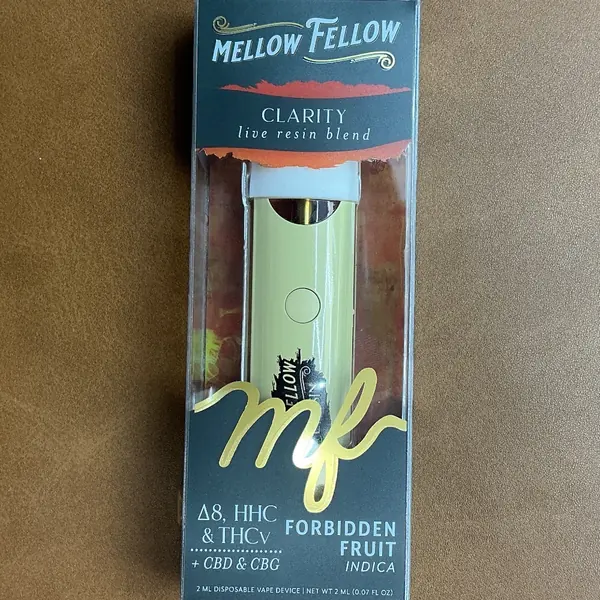 MELLOW FELLOW
CLARITY
live resin blend
mf
Δ8, HHC
& THCv
+ CBD & CBG
FORBIDDEN
FRUIT
INDICA
2 ML DISPOSABLE VAPE DEVICE | NET WT 2 ML (0.07 FL OZ)